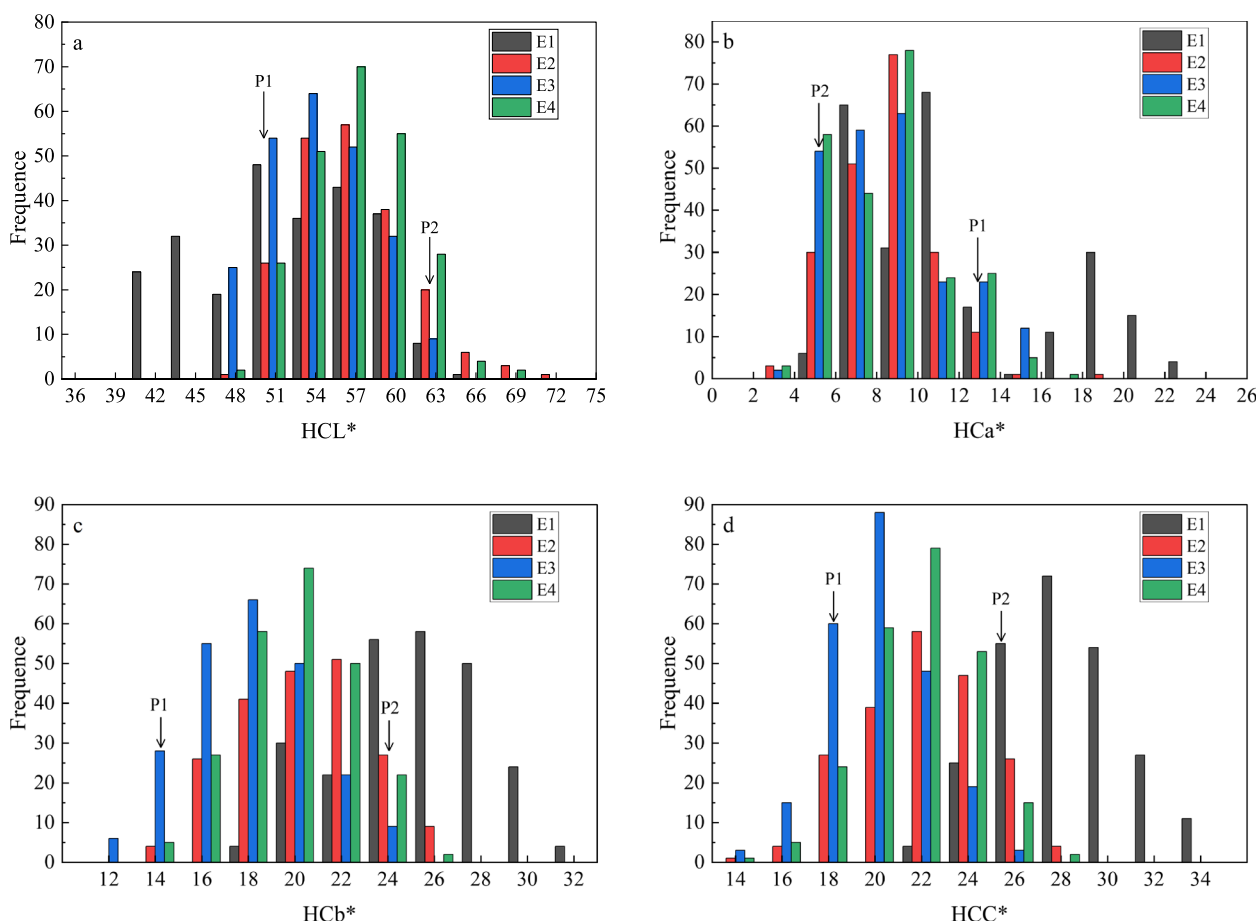 a
E1
E2
E3
E4
P1
P2
80
70
60
50
40
30
20
10
0
Frequence
36 39 42 45 48 51 54 57 60 63 66 69 72 75
HCL*
b
E1
E2
E3
E4
P2
P1
80
70
60
50
40
30
20
10
0
Frequence
0 2 4 6 8 10 12 14 16 18 20 22 24 26
HCa*
c
E1
E2
E3
E4
P1
P2
90
80
70
60
50
40
30
20
10
0
Frequence
12 14 16 18 20 22 24 26 28 30 32
HCb*
d
E1
E2
E3
E4
P1
P2
90
80
70
60
50
40
30
20
10
0
Frequence
14 16 18 20 22 24 26 28 30 32 34
HCC*